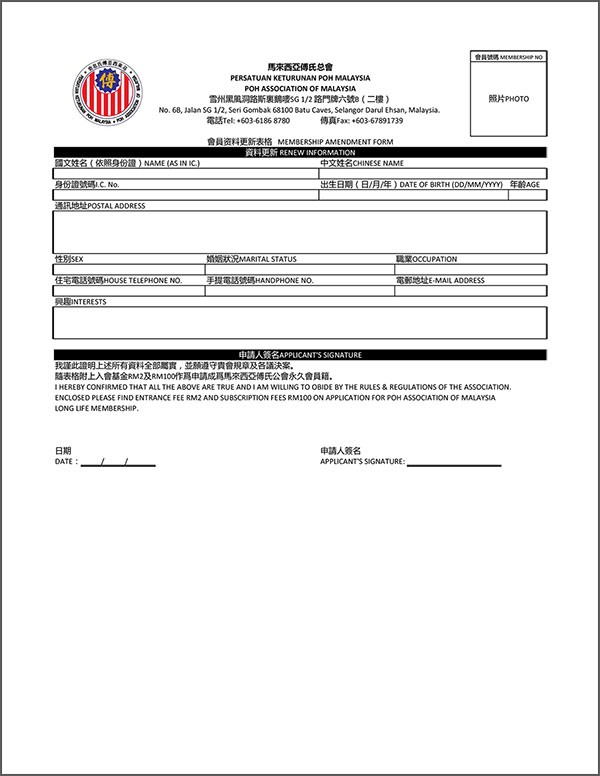 馬來西亞傅氏总會
PERSATUAN KETURUNAN POH MALAYSIA
POH ASSOCIATION OF MALAYSIA
雪州黑風洞路斯裏鵝嘜SG 1/2 路門牌六號B（二樓）
No. 6B, Jalan SG 1/2, Seri Gombak 68100 Batu Caves, Selangor Darul Ehsan, Malaysia.
電話Tel: +603-6186 8780 傳真Fax: +603-67891739
會員號碼 MEMBERSHIP NO
照片PHOTO
傅
PERSATUAN KETURUNAN POH MALAYSIA • POH ASSOCIATION OF MALAYSIA
會員资料更新表格 MEMBERSHIP AMENDMENT FORM
資料更新 RENEW INFORMATION
國文姓名（依照身份證）NAME (AS IN IC.) 中文姓名CHINESE NAME
身份證號碼I.C. No. 出生日期（日/月/年）DATE OF BIRTH (DD/MM/YYYY) 年齡AGE
通訊地址POSTAL ADDRESS
性別SEX 婚姻狀況MARITAL STATUS 職業OCCUPATION
住宅電話號碼HOUSE TELEPHONE NO. 手提電話號碼HANDPHONE NO. 電郵地址E-MAIL ADDRESS
興趣INTERESTS
申請人簽名APPLICANT'S SIGNATURE
我謹此證明上述所有資料全部屬實，並願遵守貴會規章及各議決案。
隨表格附上入會基金RM2及RM100作爲申請成爲馬來西亞傅氏公會永久會員籍。
I HEREBY CONFIRMED THAT ALL THE ABOVE ARE TRUE AND I AM WILLING TO OBIDE BY THE RULES & REGULATIONS OF THE ASSOCIATION.
ENCLOSED PLEASE FIND ENTRANCE FEE RM2 AND SUBSCRIPTION FEES RM100 ON APPLICATION FOR POH ASSOCIATION OF MALAYSIA
LONG LIFE MEMBERSHIP.
日期 申請人簽名
DATE : _____/_____/______ APPLICANT'S SIGNATURE: ____________________